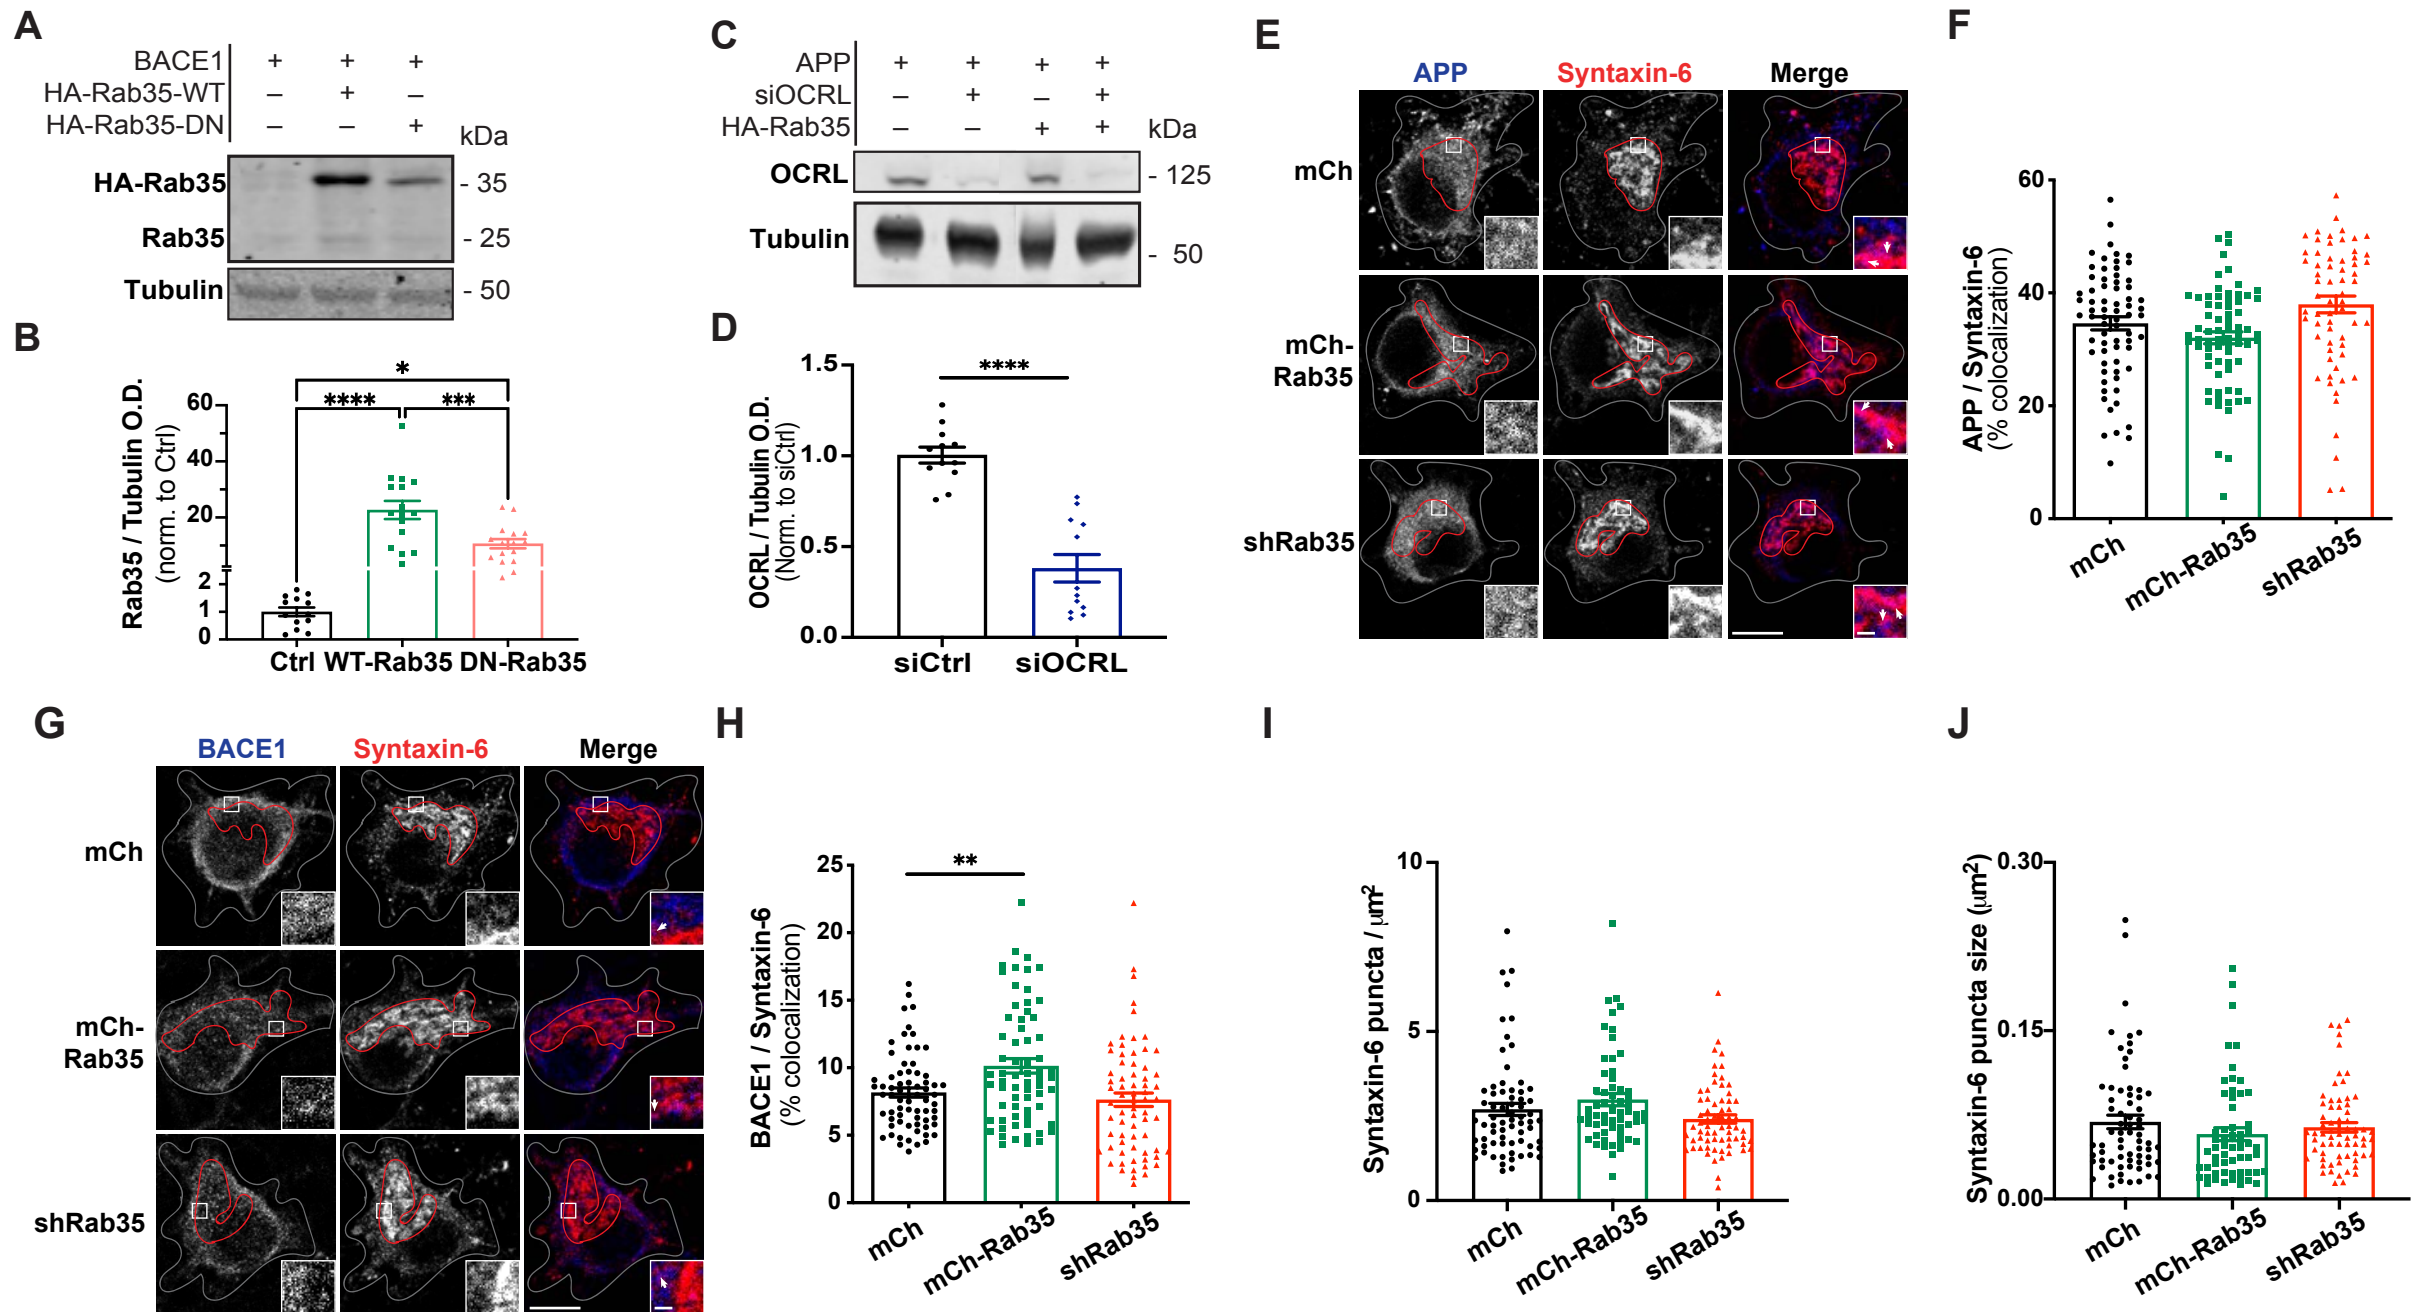 A
BACE1 + + +
HA-Rab35-WT – + –
HA-Rab35-DN – – +
kDa
HA-Rab35 - 35
Rab35 - 25
Tubulin - 50
B
Rab35 / Tubulin O.D.
(norm. to Ctrl)
60
40
20
2
1
0
*
**** ***
Ctrl WT-Rab35 DN-Rab35
C
APP + + + +
siOCRL – + – +
HA-Rab35 – – + +
kDa
OCRL - 125
Tubulin - 50
D
OCRL / Tubulin O.D.
(Norm. to siCtrl)
1.5
1.0
0.5
0.0
****
siCtrl siOCRL
E
APP Syntaxin-6 Merge
mCh
mCh-
Rab35
shRab35
F
APP / Syntaxin-6
(% colocalization)
60
40
20
0
mCh mCh-Rab35 shRab35
G
BACE1 Syntaxin-6 Merge
mCh
mCh-
Rab35
shRab35
H
BACE1 / Syntaxin-6
(% colocalization)
25
20
15
10
5
0
**
mCh mCh-Rab35 shRab35
I
Syntaxin-6 puncta / µm²
10
5
0
mCh mCh-Rab35 shRab35
J
Syntaxin-6 puncta size (µm²)
0.30
0.15
0.00
mCh mCh-Rab35 shRab35